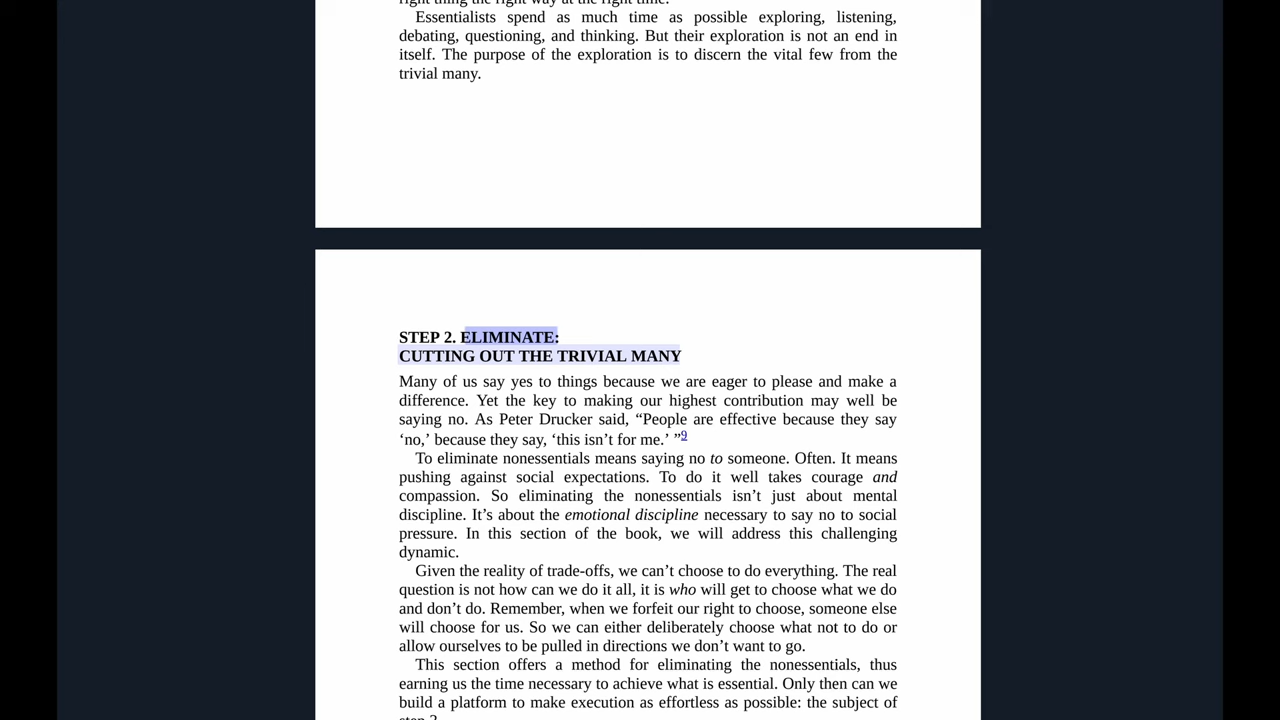 right thing the right way at the right time.
Essentialists spend as much time as possible exploring, listening,
debating, questioning, and thinking. But their exploration is not an end in
itself. The purpose of the exploration is to discern the vital few from the
trivial many.
STEP 2. ELIMINATE:
CUTTING OUT THE TRIVIAL MANY
Many of us say yes to things because we are eager to please and make a
difference. Yet the key to making our highest contribution may well be
saying no. As Peter Drucker said, “People are effective because they say
‘no,’ because they say, ‘this isn’t for me.’ ”9
To eliminate nonessentials means saying no to someone. Often. It means
pushing against social expectations. To do it well takes courage and
compassion. So eliminating the nonessentials isn’t just about mental
discipline. It’s about the emotional discipline necessary to say no to social
pressure. In this section of the book, we will address this challenging
dynamic.
Given the reality of trade-offs, we can’t choose to do everything. The real
question is not how can we do it all, it is who will get to choose what we do
and don’t do. Remember, when we forfeit our right to choose, someone else
will choose for us. So we can either deliberately choose what not to do or
allow ourselves to be pulled in directions we don’t want to go.
This section offers a method for eliminating the nonessentials, thus
earning us the time necessary to achieve what is essential. Only then can we
build a platform to make execution as effortless as possible: the subject of
step 3.